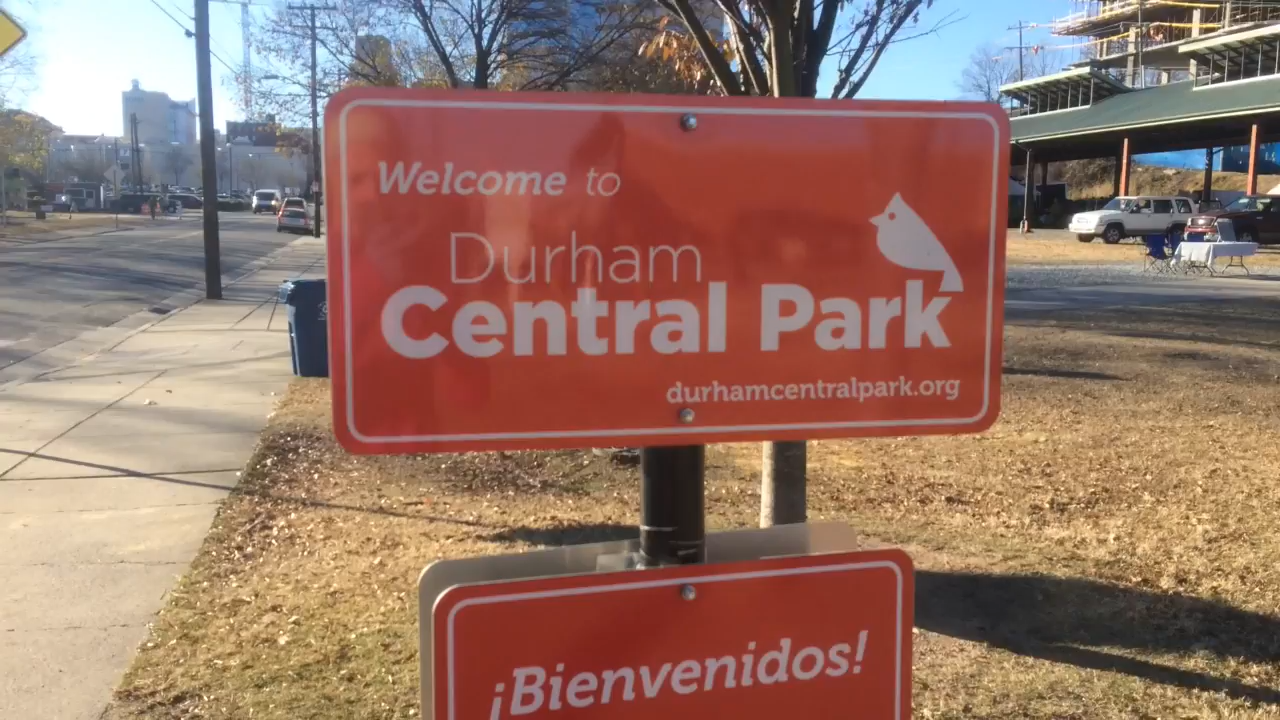 Welcome to
Durham
Central Park
durhamcentralpark.org
¡Bienvenidos!